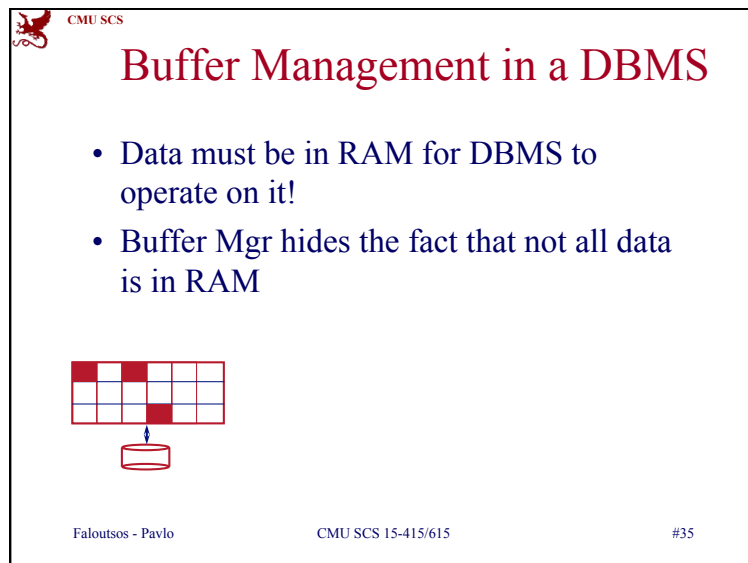 CMU SCS
Buffer Management in a DBMS
• Data must be in RAM for DBMS to
operate on it!
• Buffer Mgr hides the fact that not all data
is in RAM
Faloutsos - Pavlo CMU SCS 15-415/615 #35